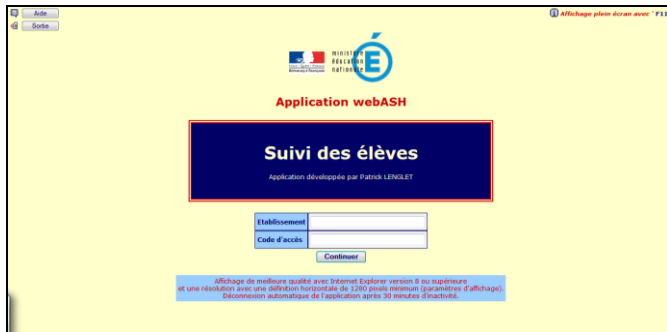 Aide
Sortie
Affichage plein écran avec ' F11
ministère
éducation
nationale
É
Application webASH
Suivi des élèves
Application développée par Patrick LENGLET
Etablissement
Code d'accès
Continuer
Affichage de meilleure qualité avec Internet Explorer version 8 ou supérieure
et une résolution avec une définition horizontale de 1280 pixels minimum (paramètres d'affichage).
Déconnexion automatique de l'application après 30 minutes d'inactivité.